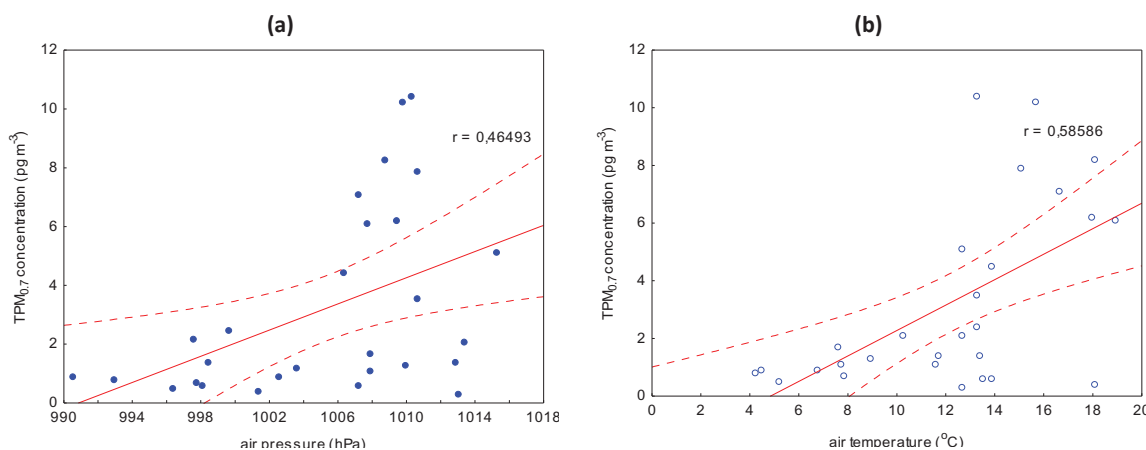 (a)
12
10
8
6
4
2
0
TPM0,7 concentration (pg m-3)
r = 0,46493
990 994 998 1002 1006 1010 1014 1018
air pressure (hPa)
(b)
12
10
8
6
4
2
0
TPM0,7 concentration (pg m-3)
r = 0,58586
0 2 4 6 8 10 12 14 16 18 20
air temperature (°C)